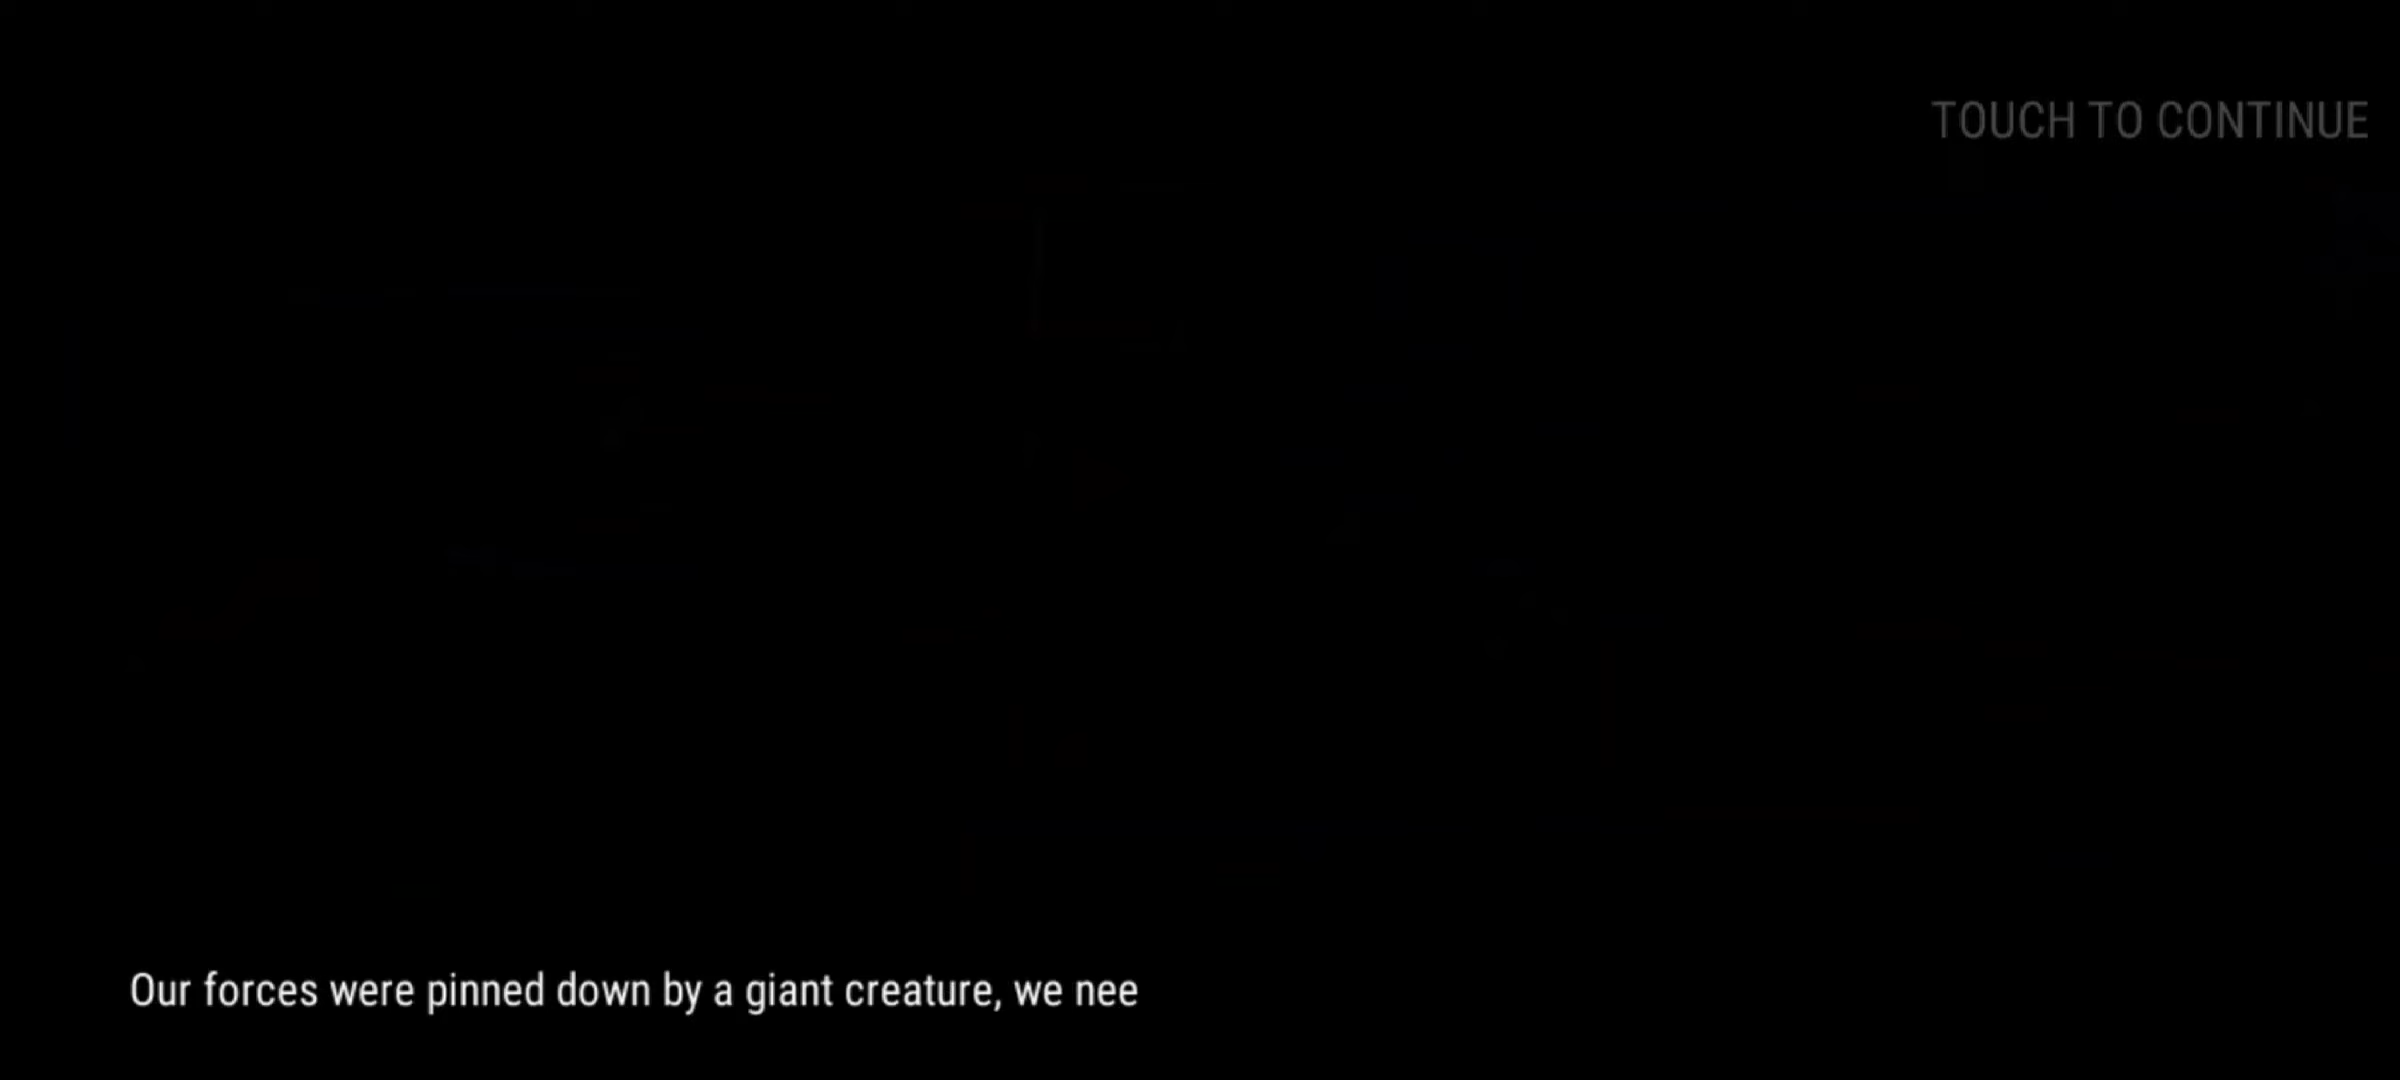 TOUCH TO CONTINUE
Our forces were pinned down by a giant creature, we nee